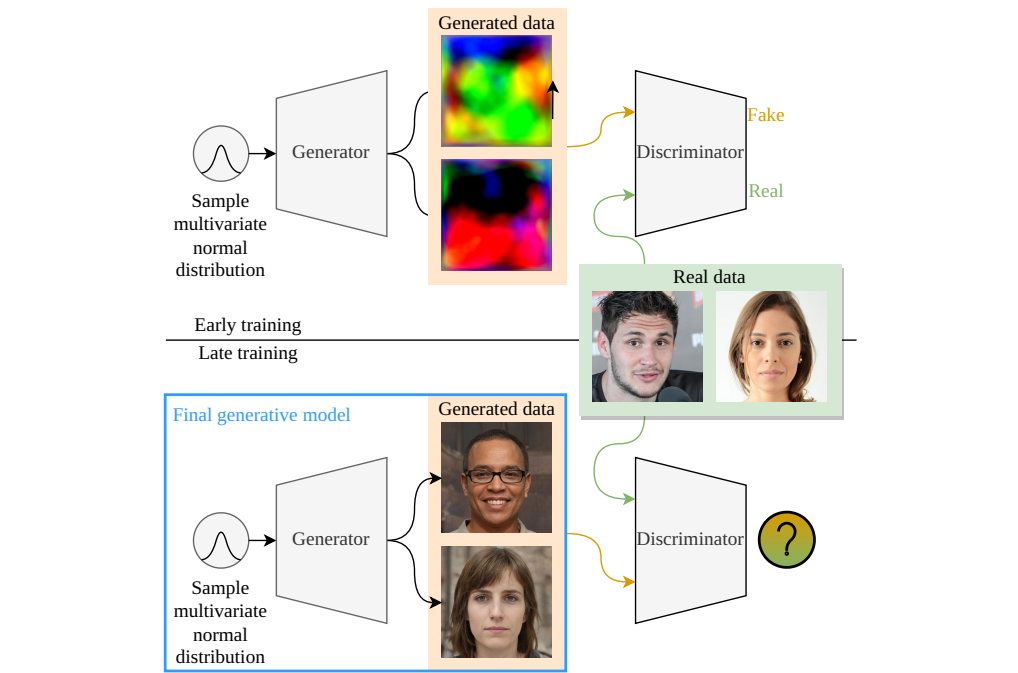 Generated data
Generator
Discriminator
Fake
Real
Sample
multivariate
normal
distribution
Real data
Early training
Late training
Final generative model
Generated data
Generator
Discriminator
?
Sample
multivariate
normal
distribution